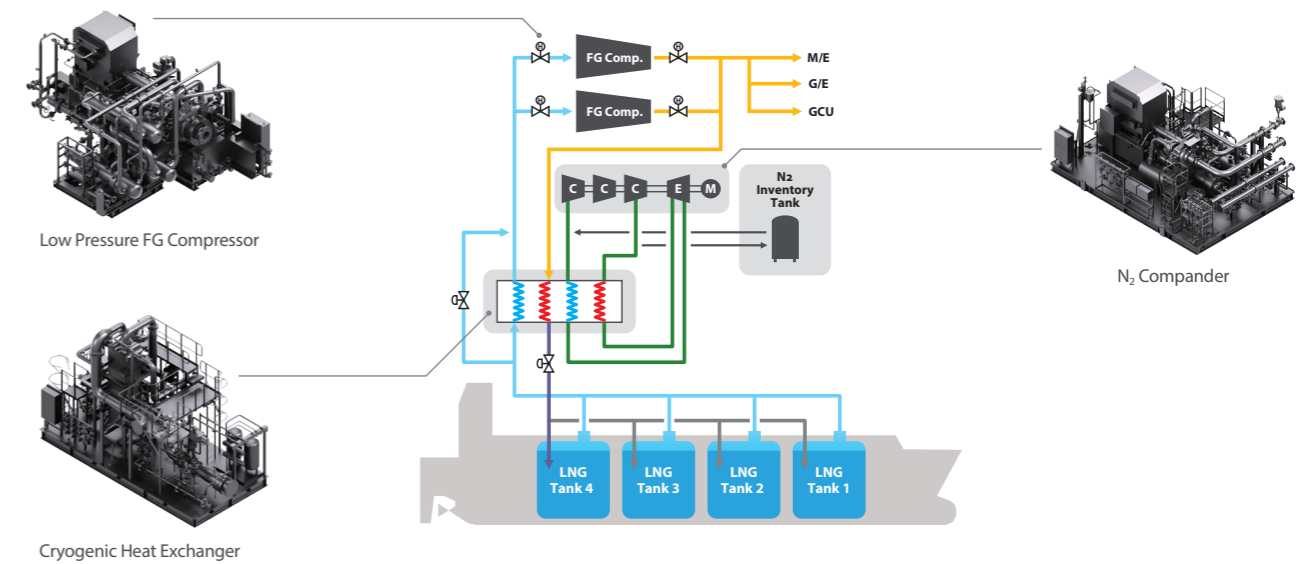 H
H
FG Comp.
M/E
G/E
H
H
FG Comp.
GCU
C
C
C
E
M
N2
Inventory
Tank
Low Pressure FG Compressor
N₂ Compander
LNG
Tank 4
LNG
Tank 3
LNG
Tank 2
LNG
Tank 1
Cryogenic Heat Exchanger